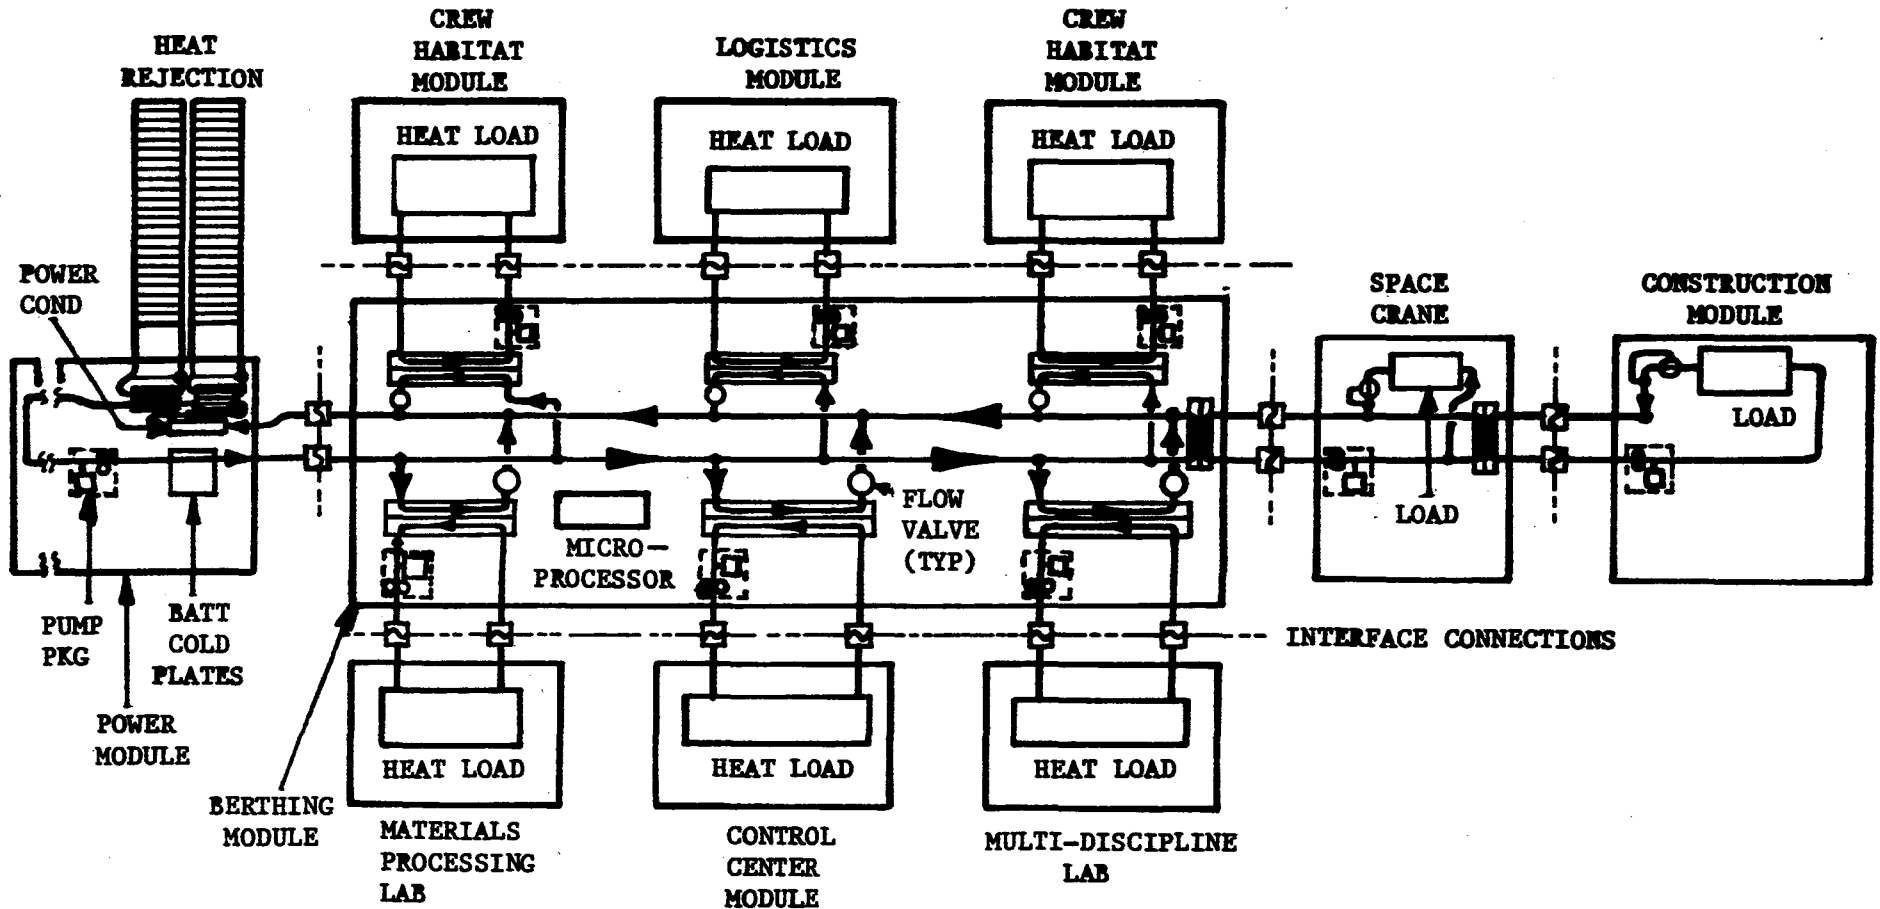 HEAT
REJECTION
CREW
HABITAT
MODULE
LOGISTICS
MODULE
CREW
HABITAT
MODULE
HEAT LOAD
HEAT LOAD
HEAT LOAD
POWER
COND
SPACE
CRANE
CONSTRUCTION
MODULE
LOAD
LOAD
FLOW
VALVE
(TYP)
MICRO-
PROCESSOR
PUMP
PKG
BATT
COLD
PLATES
POWER
MODULE
BERTHING
MODULE
INTERFACE CONNECTIONS
HEAT LOAD
HEAT LOAD
HEAT LOAD
MATERIALS
PROCESSING
LAB
CONTROL
CENTER
MODULE
MULTI-DISCIPLINE
LAB